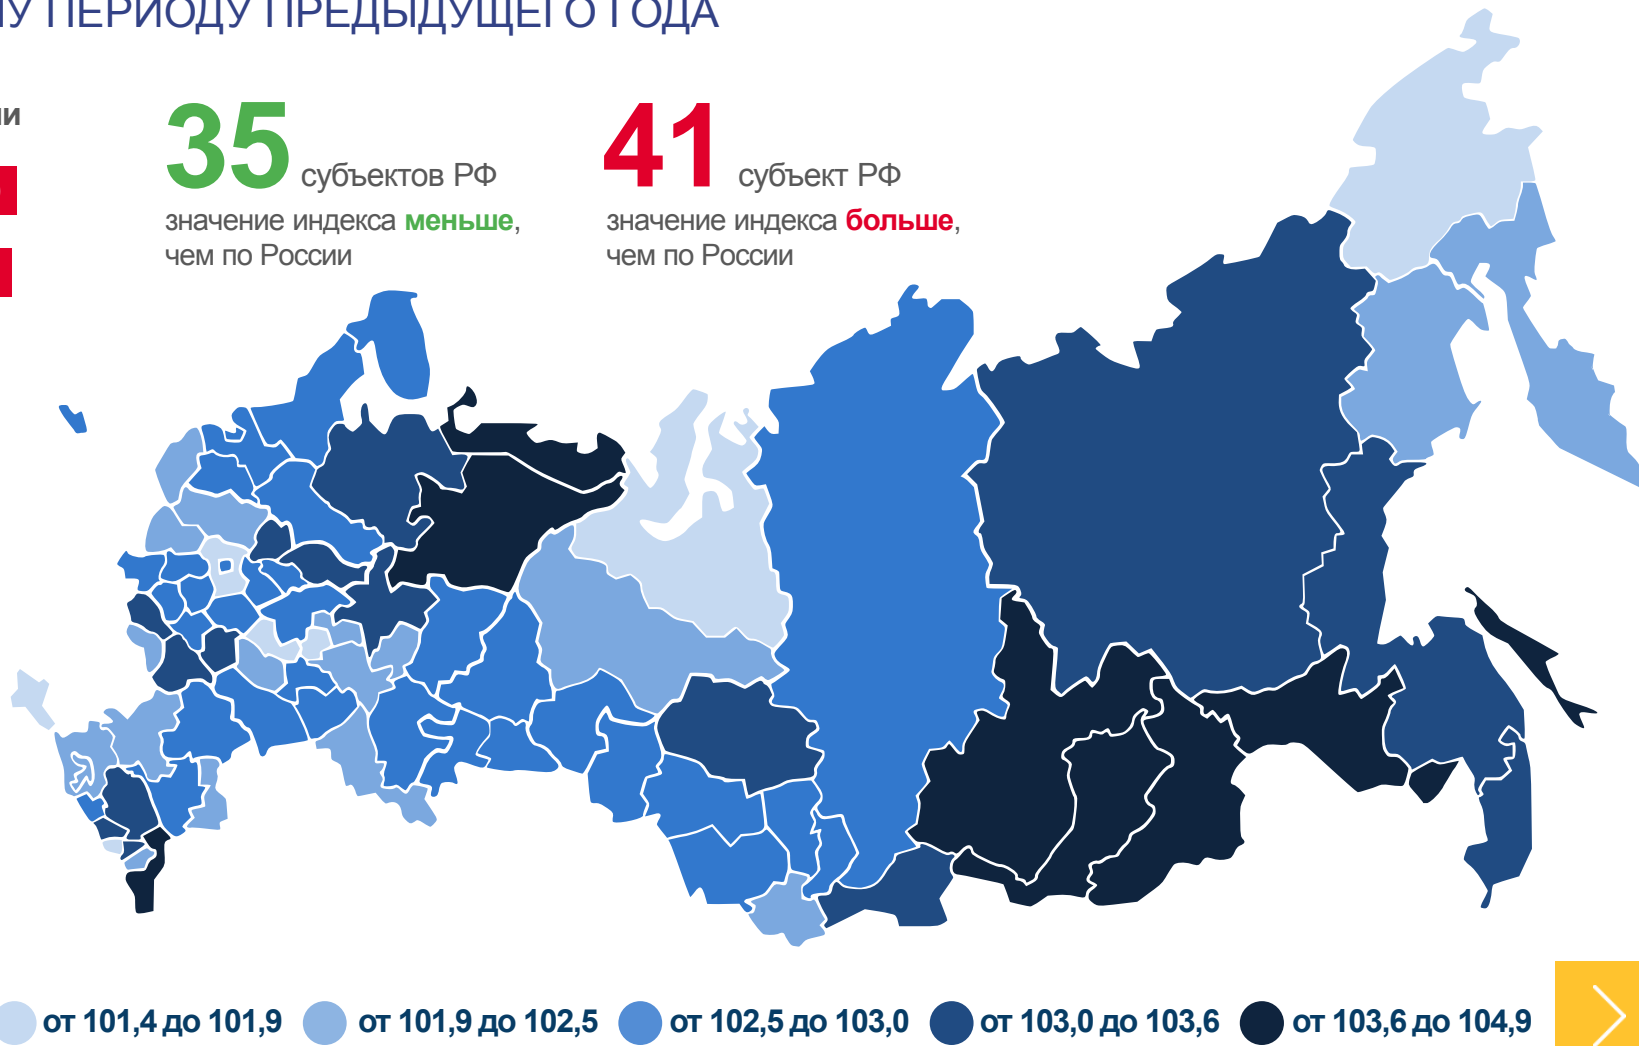 ПЕРИОДУ ПРЕДЫДУЩЕГО ГОДА
35 субъектов РФ
значение индекса меньше,
чем по России
41 субъект РФ
значение индекса больше,
чем по России
от 101,4 до 101,9
от 101,9 до 102,5
от 102,5 до 103,0
от 103,0 до 103,6
от 103,6 до 104,9